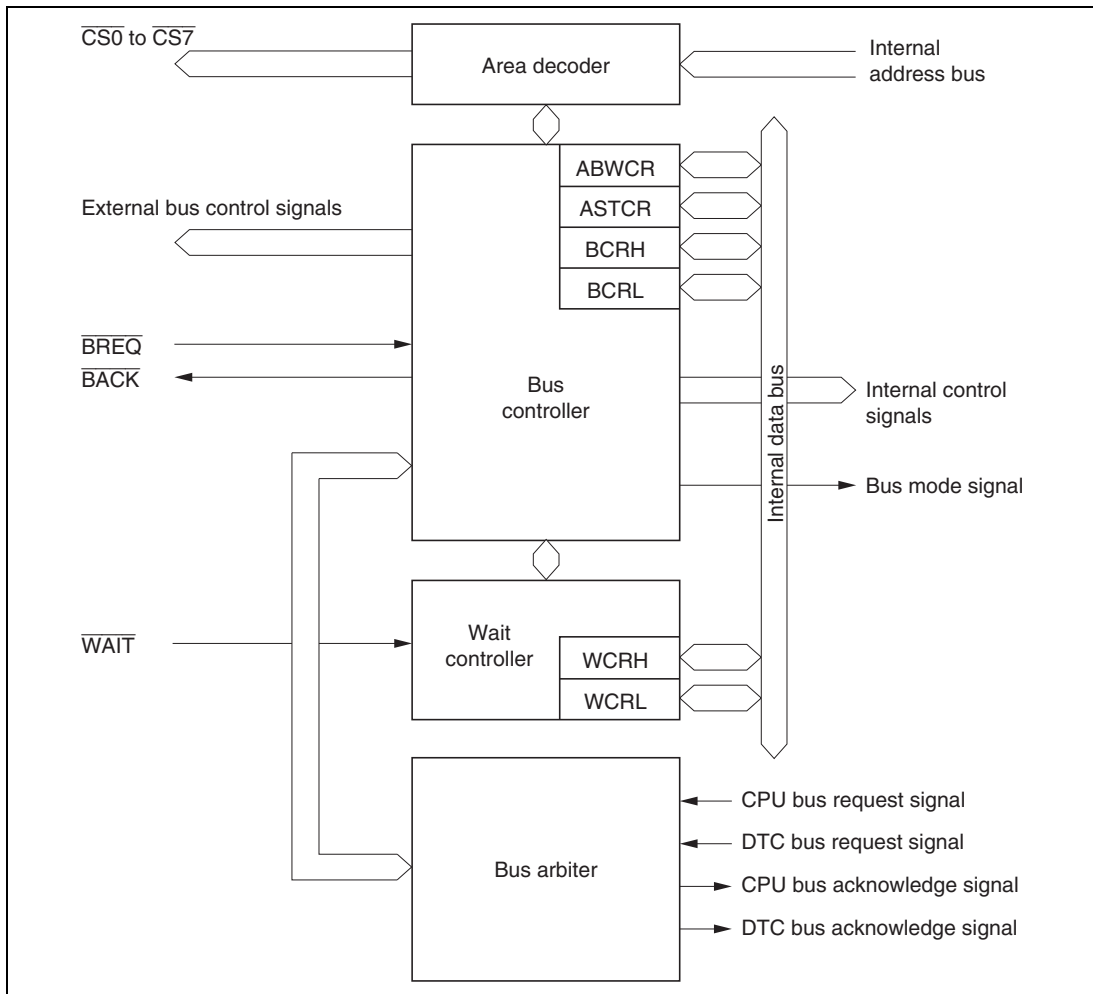 CS0 to CS7
Area decoder
Internal
address bus
ABWCR
ASTCR
BCRH
BCRL
External bus control signals
BREQ
BACK
Bus
controller
Internal control
signals
Internal data bus
Bus mode signal
WAIT
Wait
controller
WCRH
WCRL
CPU bus request signal
DTC bus request signal
Bus arbiter
CPU bus acknowledge signal
DTC bus acknowledge signal